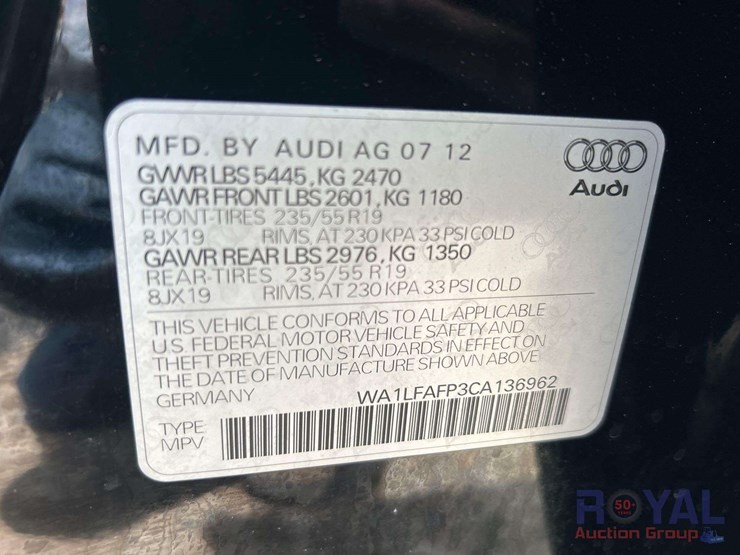 MFD. BY AUDI AG 07 12
GVWR LBS 5445, KG 2470
GAWR FRONT LBS 2601, KG 1180
FRONT-TIRES 235/55 R19
8JX19 RIMS, AT 230 KPA 33 PSI COLD
GAWR REAR LBS 2976, KG 1350
REAR-TIRES 235/55 R19
8JX19 RIMS, AT 230 KPA 33 PSI COLD
Audi
THIS VEHICLE CONFORMS TO ALL APPLICABLE
U.S. FEDERAL MOTOR VEHICLE SAFETY AND
THEFT PREVENTION STANDARDS IN EFFECT ON
THE DATE OF MANUFACTURE SHOWN ABOVE
GERMANY WA1LFAFP3CA136962
TYPE:
MPV
ROYAL
50+
Auction Group